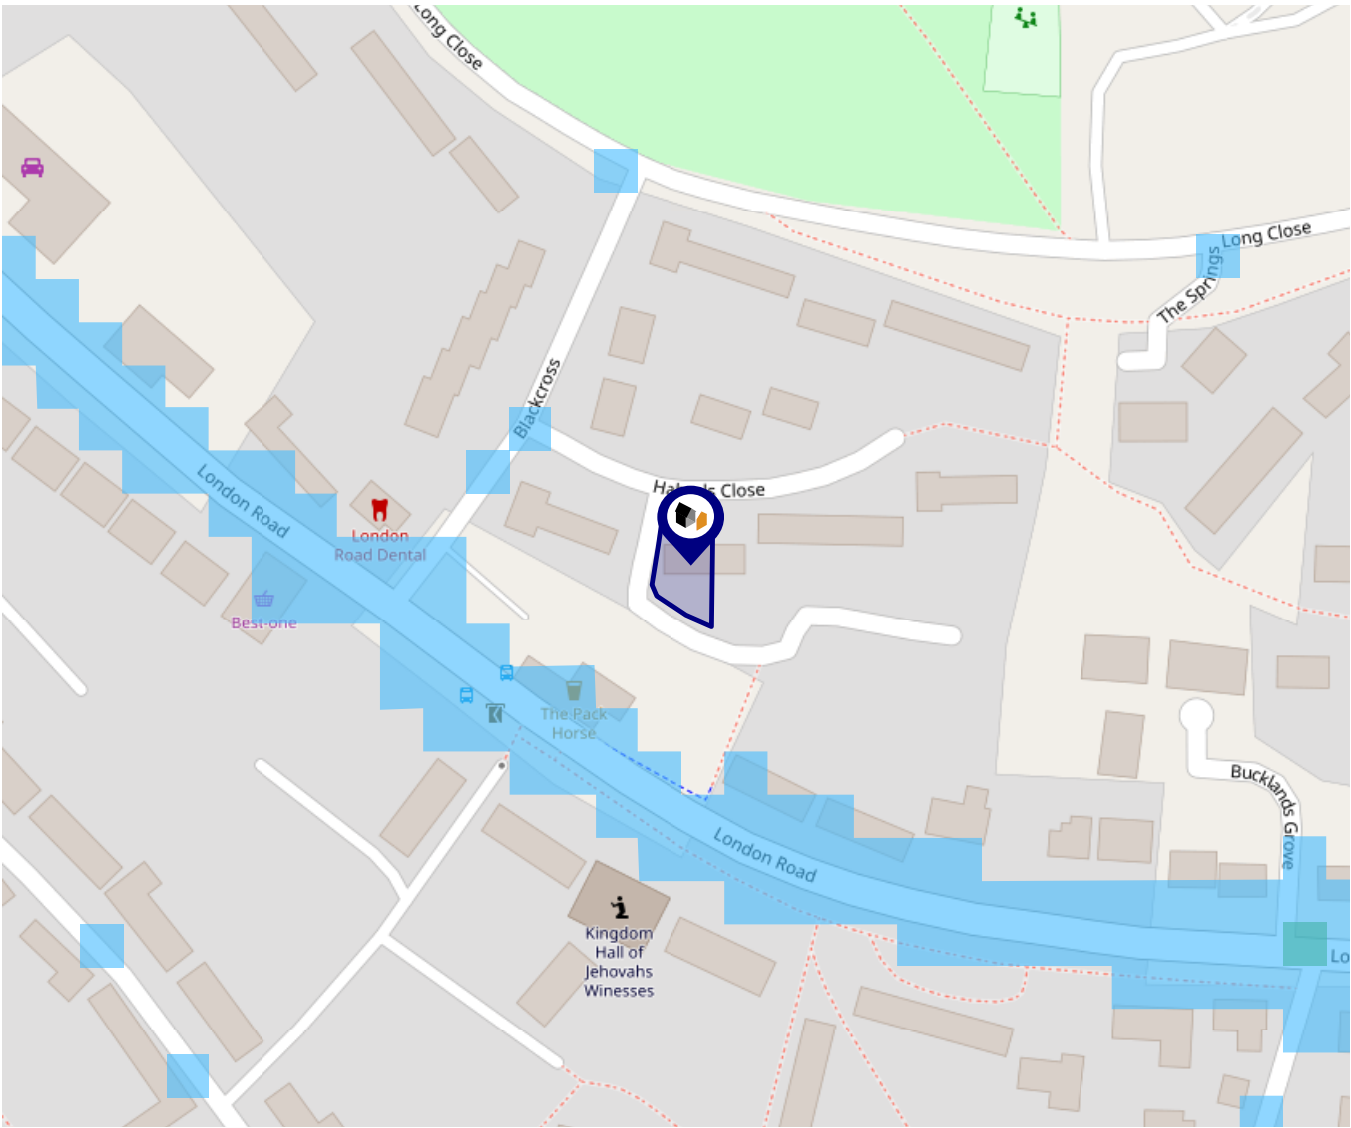 Long Close
Long Close
The Springs
Blackcross
Close
London Road
London
Road Dental
Best-one
The Pack
Horse
Bucklands Grove
London Road
Kingdom
Hall of
Jehovahs
Winesses
Lo